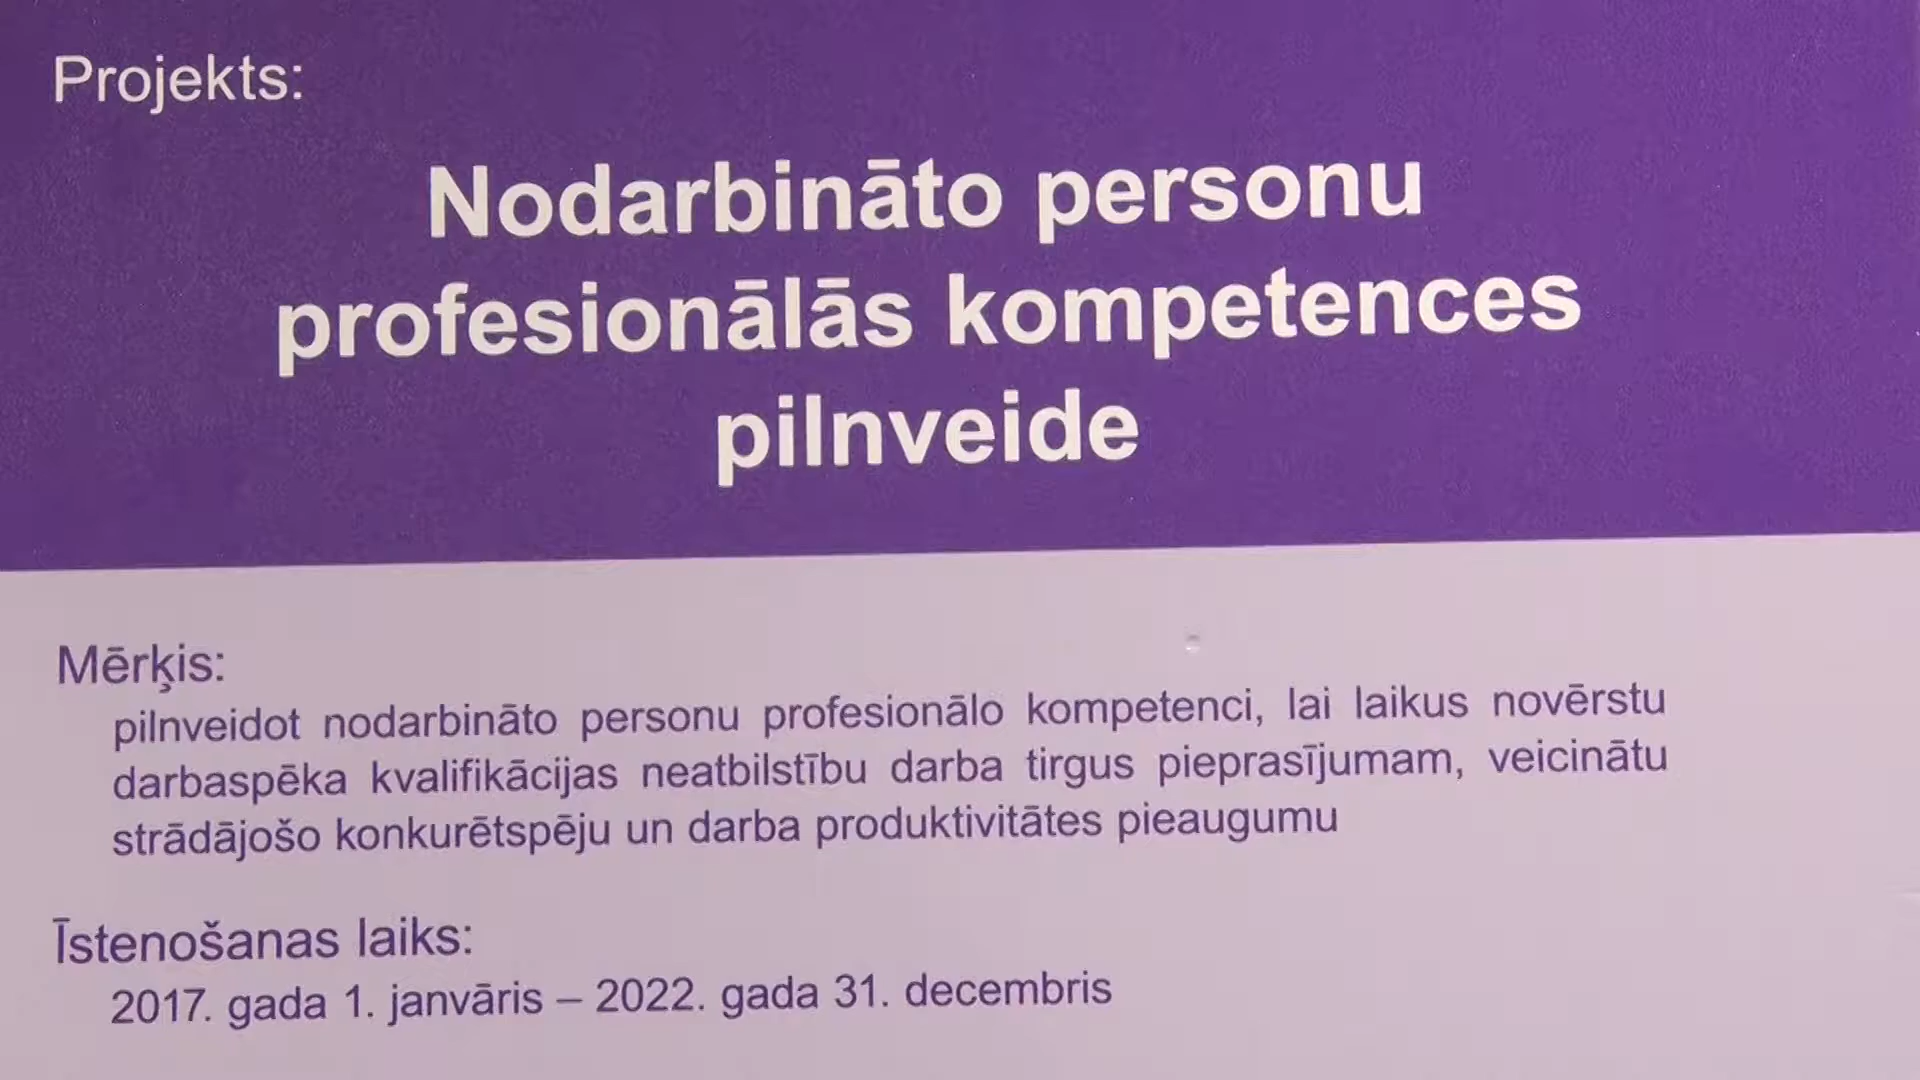 Projekts:
Nodarbināto personu
profesionālās kompetences
pilnveide
Mērķis:
pilnveidot nodarbināto personu profesionālo kompetenci, lai laikus novērstu
darbaspēka kvalifikācijas neatbilstību darba tirgus pieprasījumam, veicinātu
strādājošo konkurētspēju un darba produktivitātes pieaugumu
Īstenošanas laiks:
2017. gada 1. janvāris – 2022. gada 31. decembris